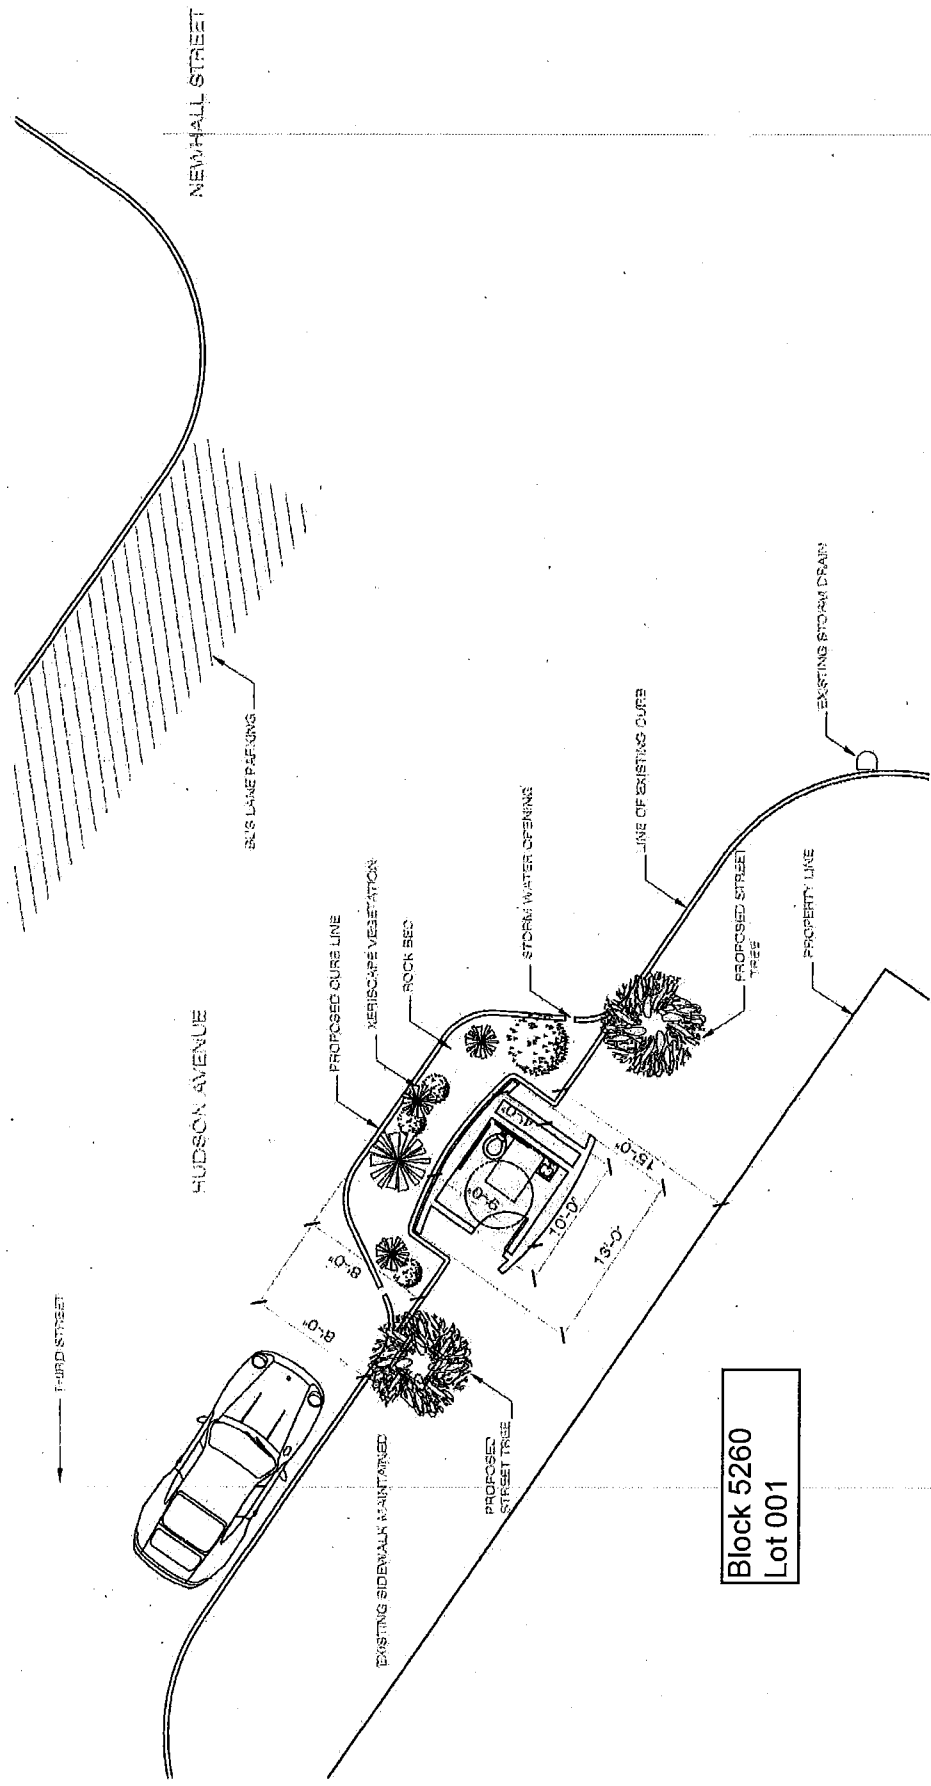 THIRD STREET
HUDSON AVENUE
NEWHALL STREET
BUS LANE PARKING
PROPOSED CURB LINE
XERISCAPE VEGETATION
ROCK BED
STORM WATER OPENING
LINE OF EXISTING CURB
EXISTING STORM DRAIN
PROPOSED STREET
TREE
PROPERTY LINE
8'-0"
8'-0"
9'-0"
4'-0"
10'-0"
13'-0"
15'-0"
EXISTING SIDEWALK MAINTAINED
PROPOSED
STREET TREE
Block 5260
Lot 001